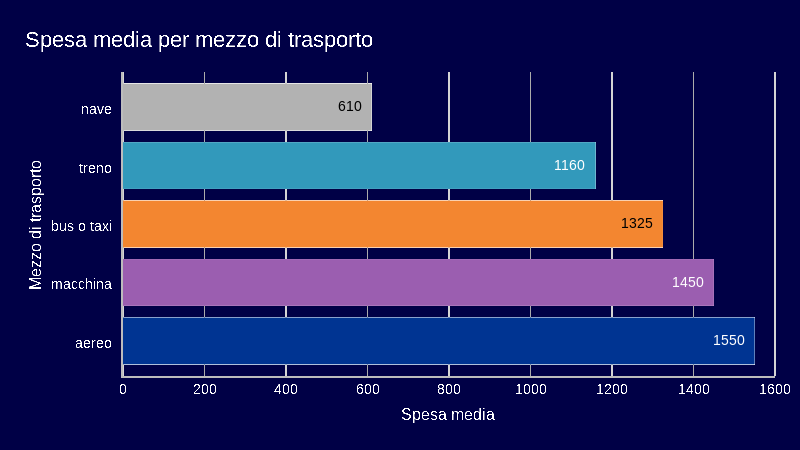 Spesa media per mezzo di trasporto
Mezzo di trasporto
nave
610
treno
1160
bus o taxi
1325
macchina
1450
aereo
1550
0 200 400 600 800 1000 1200 1400 1600
Spesa media